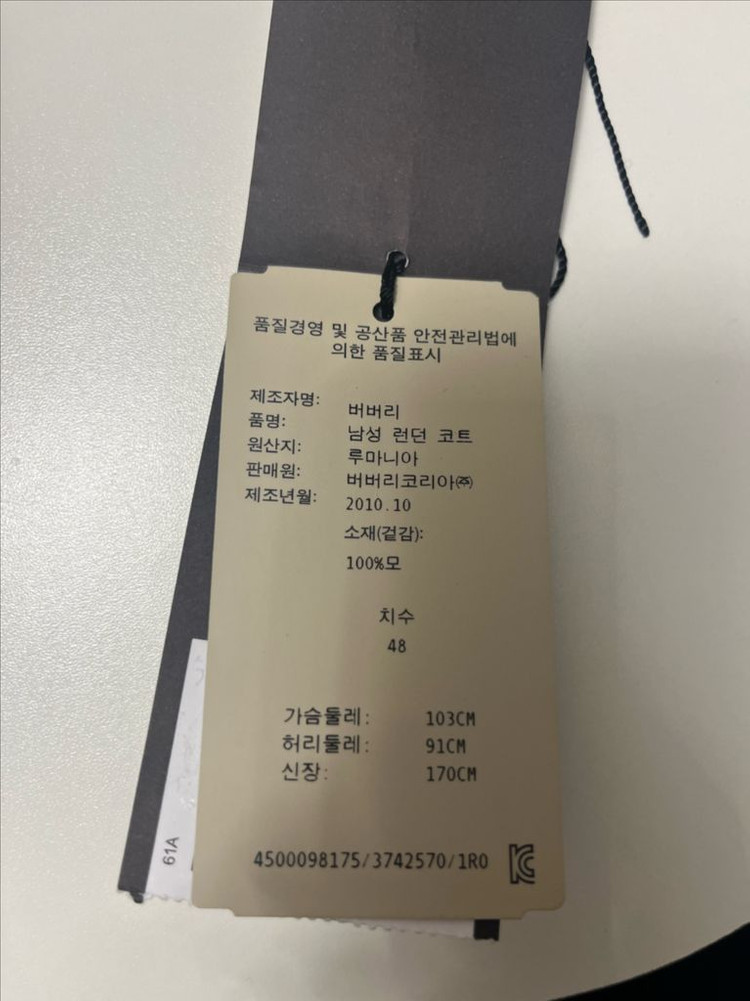 품질경영 및 공산품 안전관리법에
의한 품질표시
제조자명: 버버리
품명: 남성 런던 코트
원산지: 루마니아
판매원: 버버리코리아㈜
제조년월: 2010.10
소재(겉감):
100%모
치수
48
가슴둘레: 103CM
허리둘레: 91CM
신장: 170CM
4500098175/3742570/1R0
61A